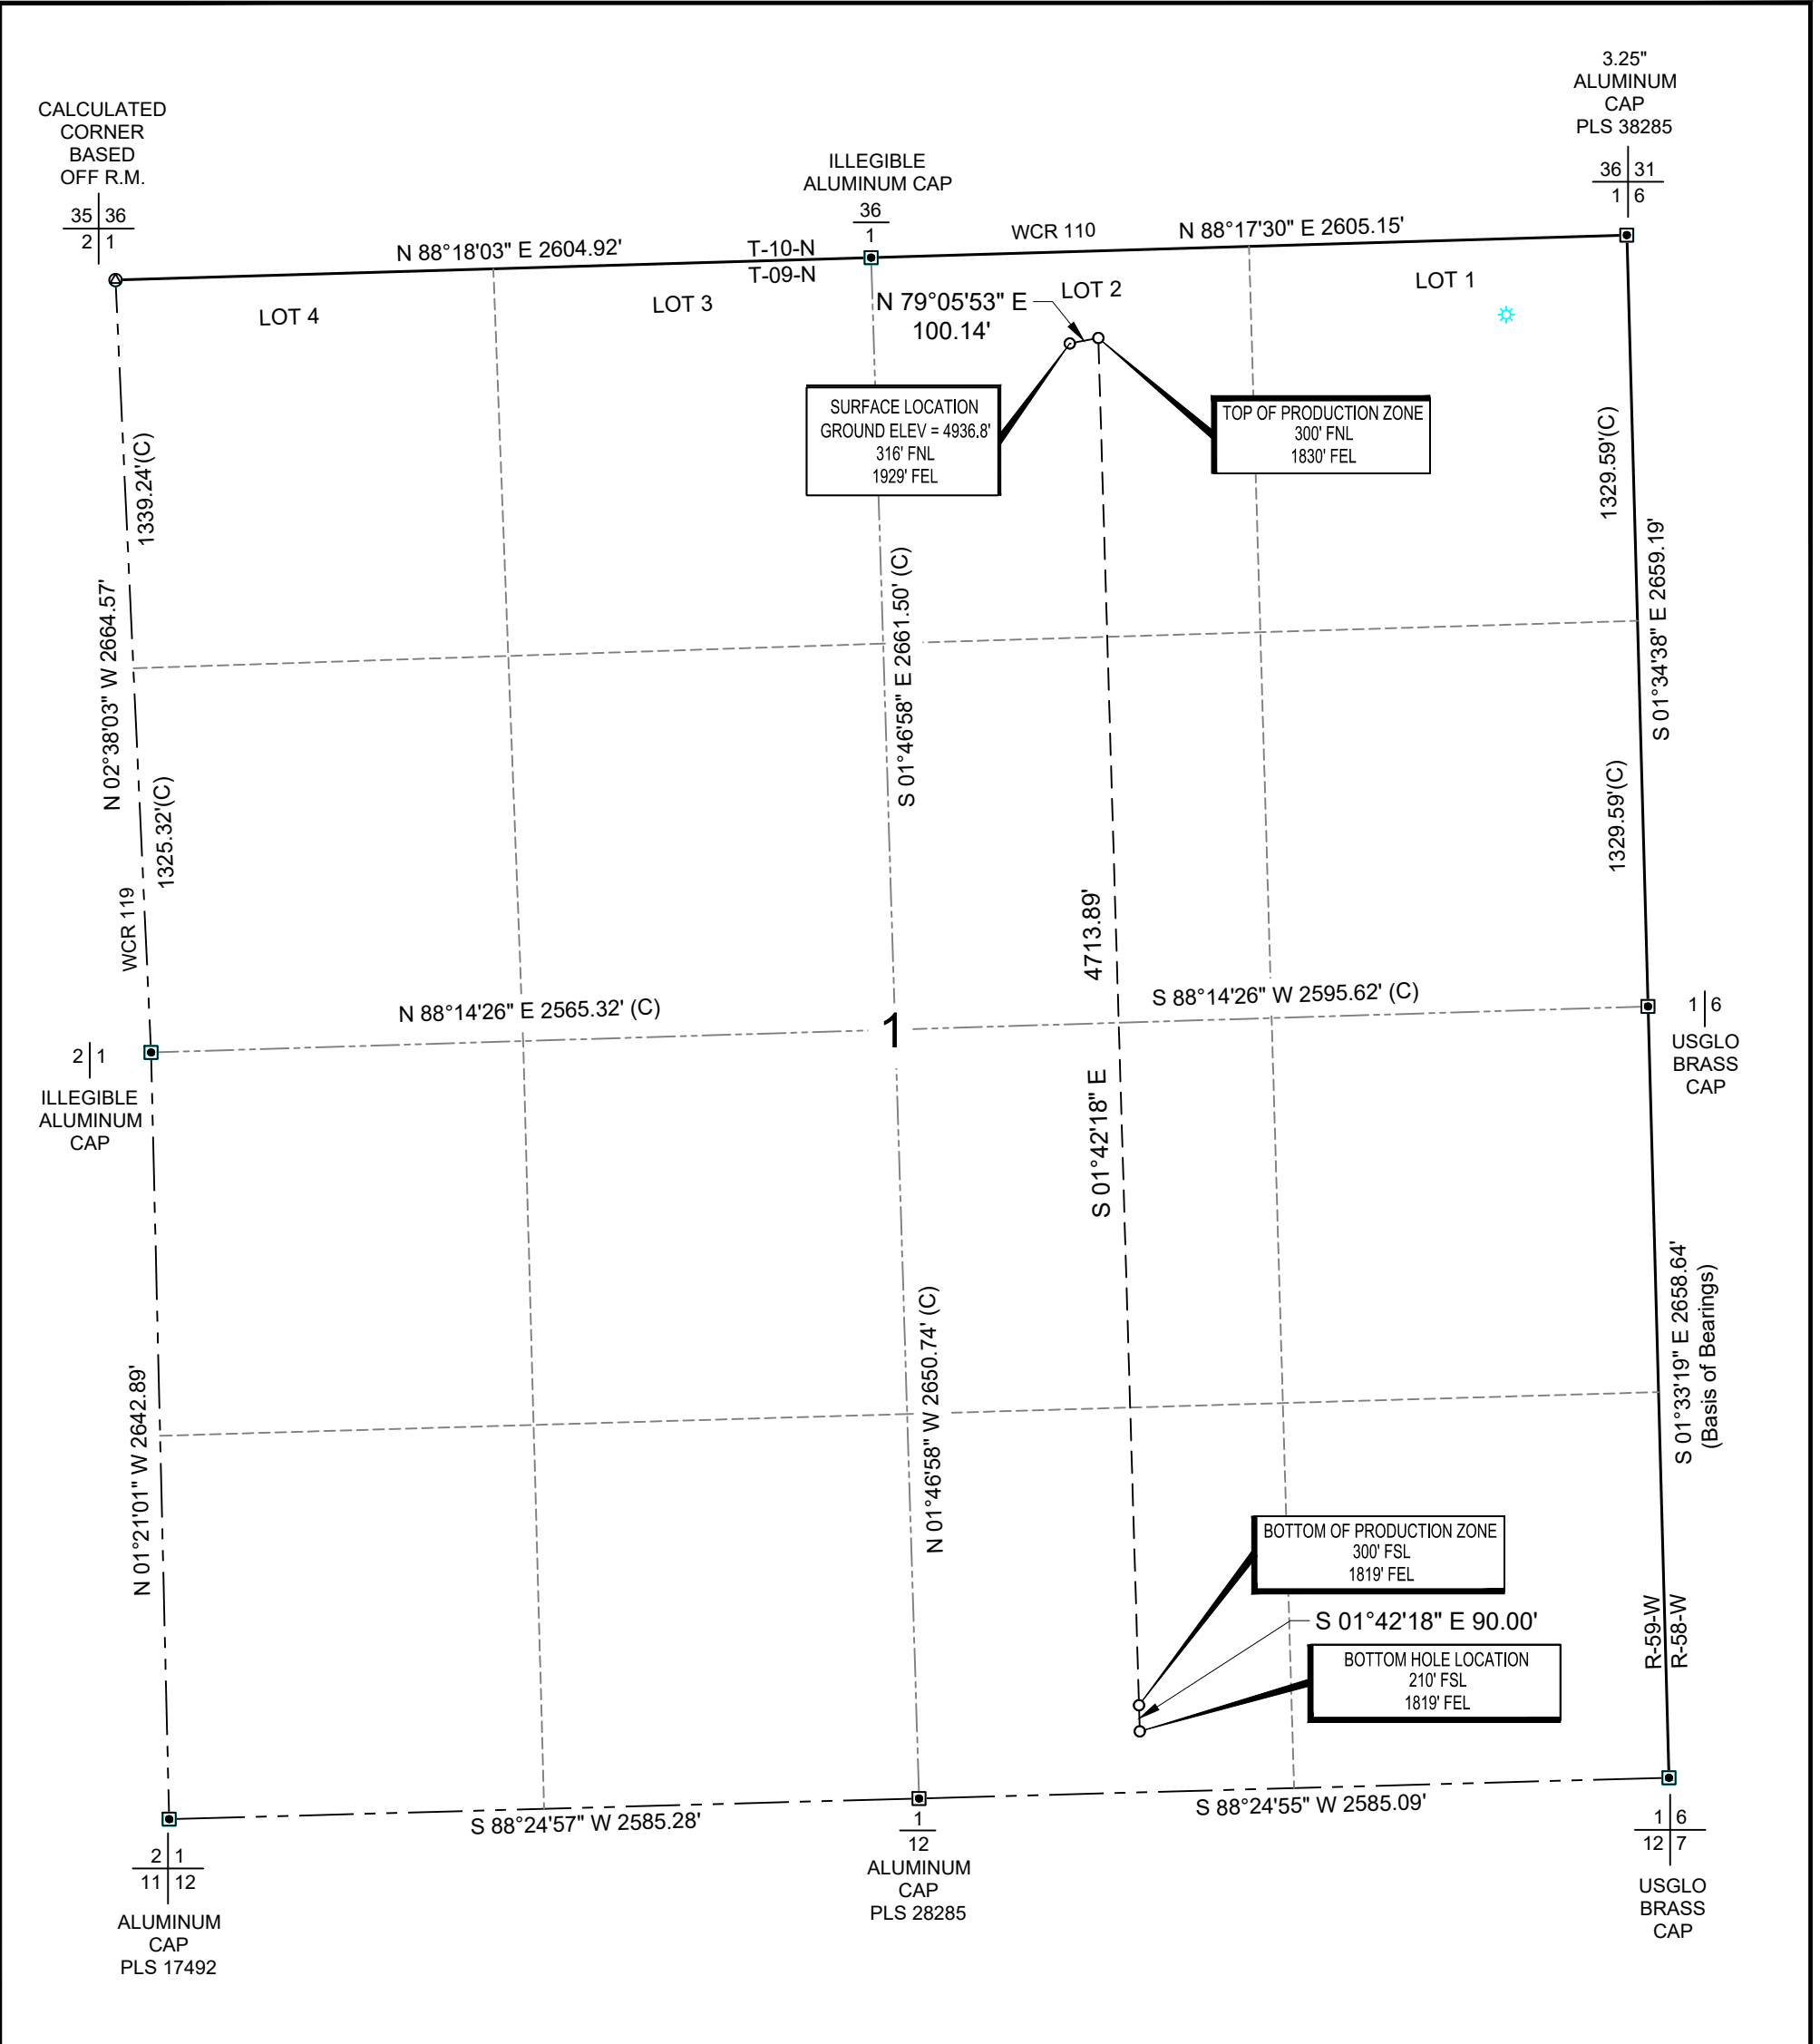 3.25"
ALUMINUM
CAP
PLS 38285
36 31
1 6
CALCULATED
CORNER
BASED
OFF R.M.
35 36
2 1
ILLEGIBLE
ALUMINUM CAP
36
1
WCR 110
N 88°17'30" E 2605.15'
N 88°18'03" E 2604.92'
T-10-N
T-09-N
LOT 4
LOT 3
LOT 2
LOT 1
N 79°05'53" E
100.14'
SURFACE LOCATION
GROUND ELEV = 4936.8'
316' FNL
1929' FEL
TOP OF PRODUCTION ZONE
300' FNL
1830' FEL
1339.24'(C)
N 02°38'03" W 2664.57'
1325.32'(C)
WCR 119
S 01°46'58" E 2661.50' (C)
1329.59'(C)
S 01°34'38" E 2659.19'
1329.59'(C)
4713.89'
S 01°42'18" E
N 88°14'26" E 2565.32' (C)
1
S 88°14'26" W 2595.62' (C)
2 1
ILLEGIBLE
ALUMINUM
CAP
1 6
USGLO
BRASS
CAP
N 01°21'01" W 2642.89'
N 01°46'58" W 2650.74' (C)
S 01°33'19" E 2658.64'
(Basis of Bearings)
BOTTOM OF PRODUCTION ZONE
300' FSL
1819' FEL
S 01°42'18" E 90.00'
BOTTOM HOLE LOCATION
210' FSL
1819' FEL
R-59-W
R-58-W
S 88°24'57" W 2585.28'
S 88°24'55" W 2585.09'
2 1
11 12
ALUMINUM
CAP
PLS 17492
1
12
ALUMINUM
CAP
PLS 28285
1 6
12 7
USGLO
BRASS
CAP